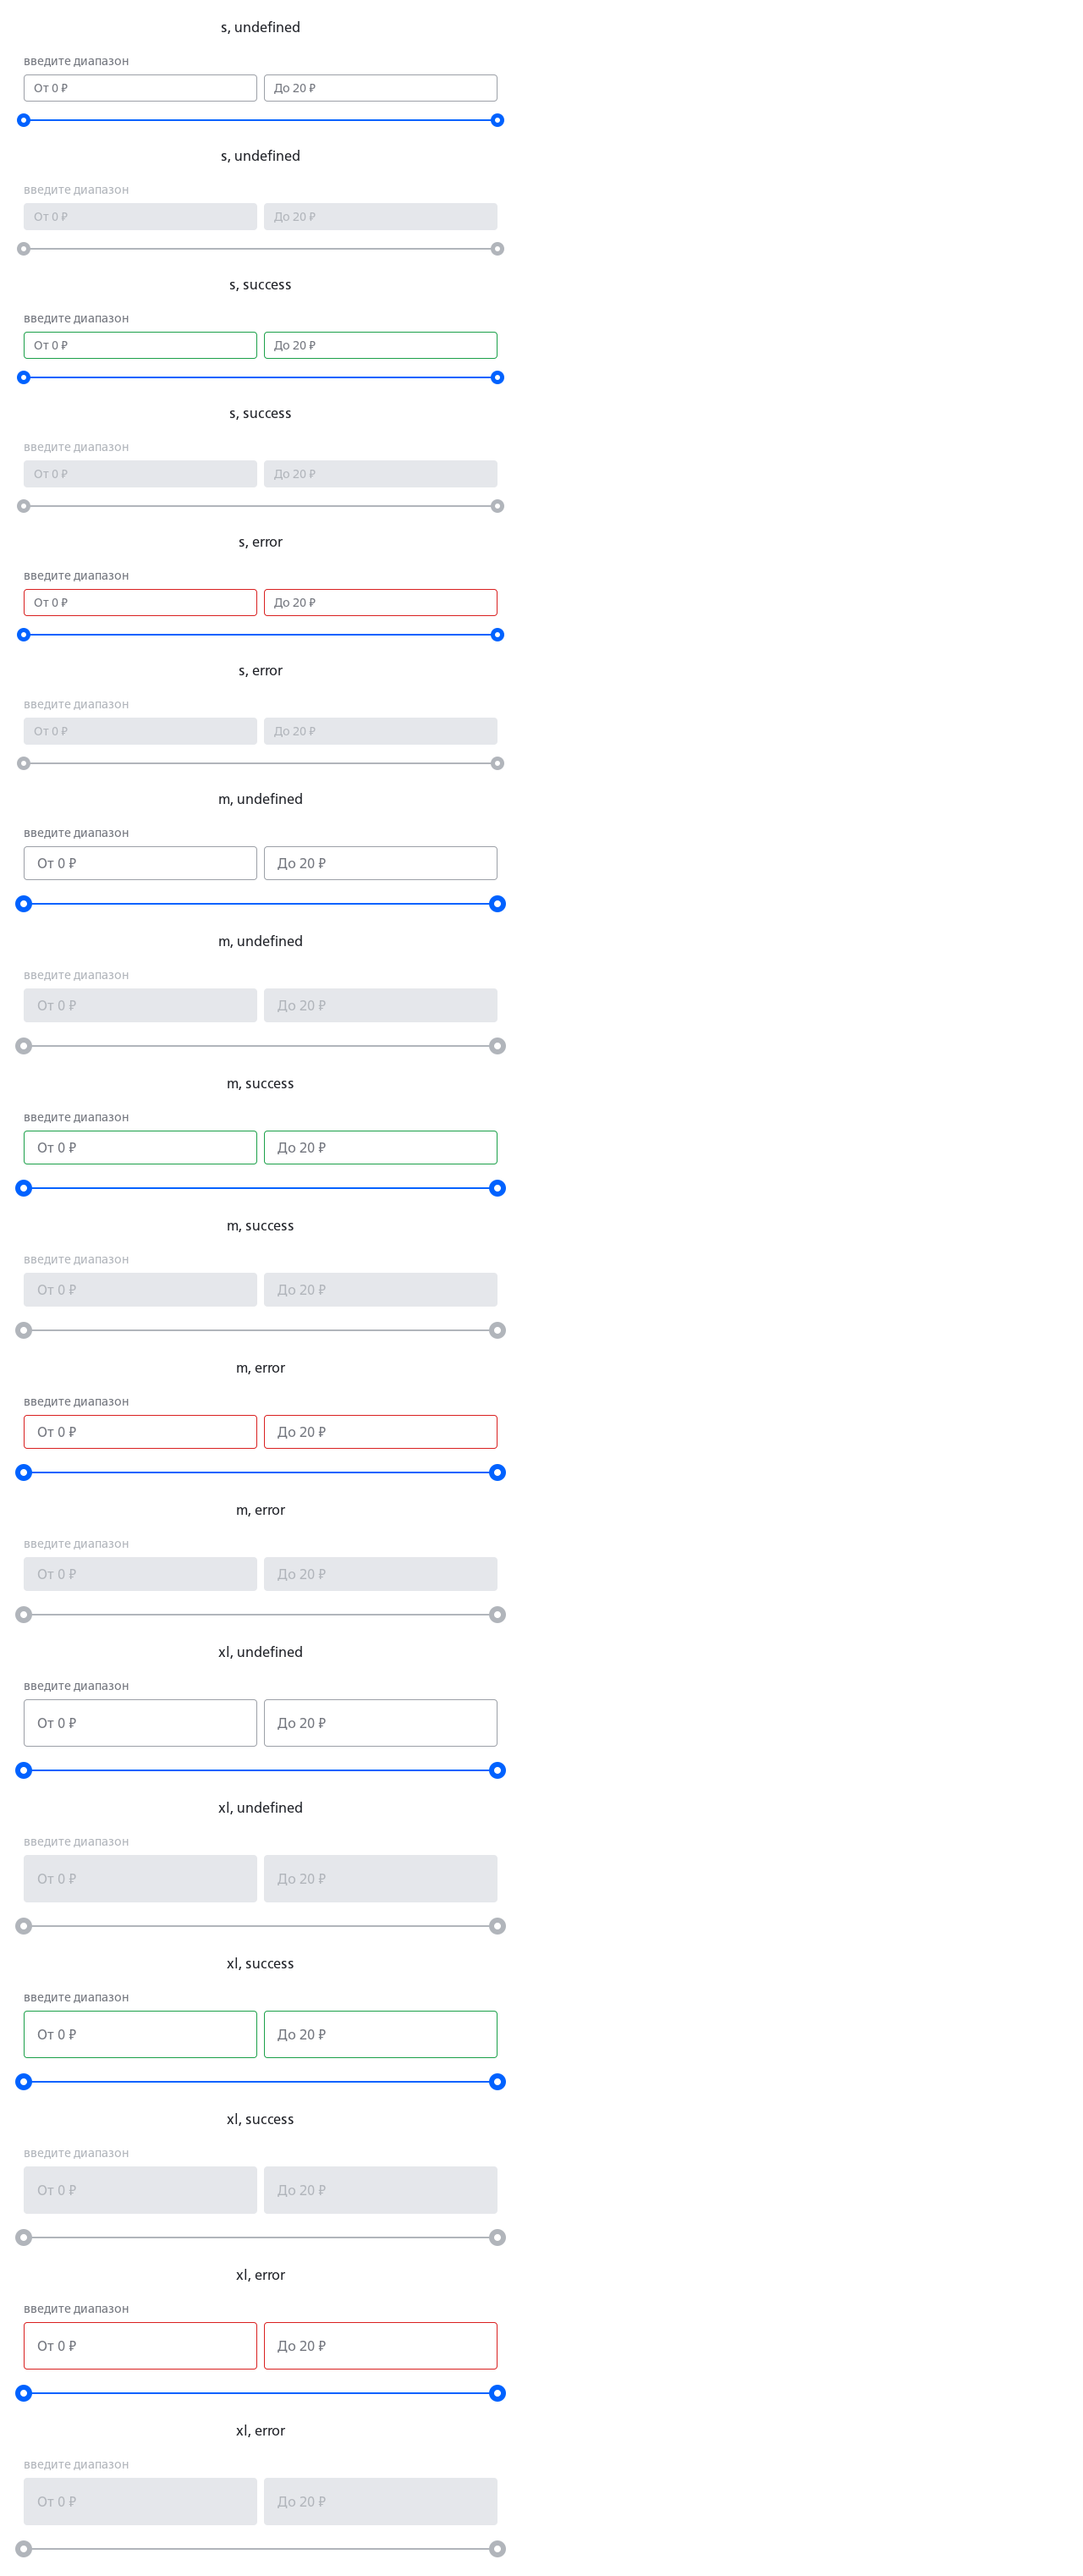 s, undefined
введите диапазон
От 0 ₽ До 20 ₽
s, undefined
введите диапазон
От 0 ₽ До 20 ₽
s, success
введите диапазон
От 0 ₽ До 20 ₽
s, success
введите диапазон
От 0 ₽ До 20 ₽
s, error
введите диапазон
От 0 ₽ До 20 ₽
s, error
введите диапазон
От 0 ₽ До 20 ₽
m, undefined
введите диапазон
От 0 ₽ До 20 ₽
m, undefined
введите диапазон
От 0 ₽ До 20 ₽
m, success
введите диапазон
От 0 ₽ До 20 ₽
m, success
введите диапазон
От 0 ₽ До 20 ₽
m, error
введите диапазон
От 0 ₽ До 20 ₽
m, error
введите диапазон
От 0 ₽ До 20 ₽
xl, undefined
введите диапазон
От 0 ₽ До 20 ₽
xl, undefined
введите диапазон
От 0 ₽ До 20 ₽
xl, success
введите диапазон
От 0 ₽ До 20 ₽
xl, success
введите диапазон
От 0 ₽ До 20 ₽
xl, error
введите диапазон
От 0 ₽ До 20 ₽
xl, error
введите диапазон
От 0 ₽ До 20 ₽